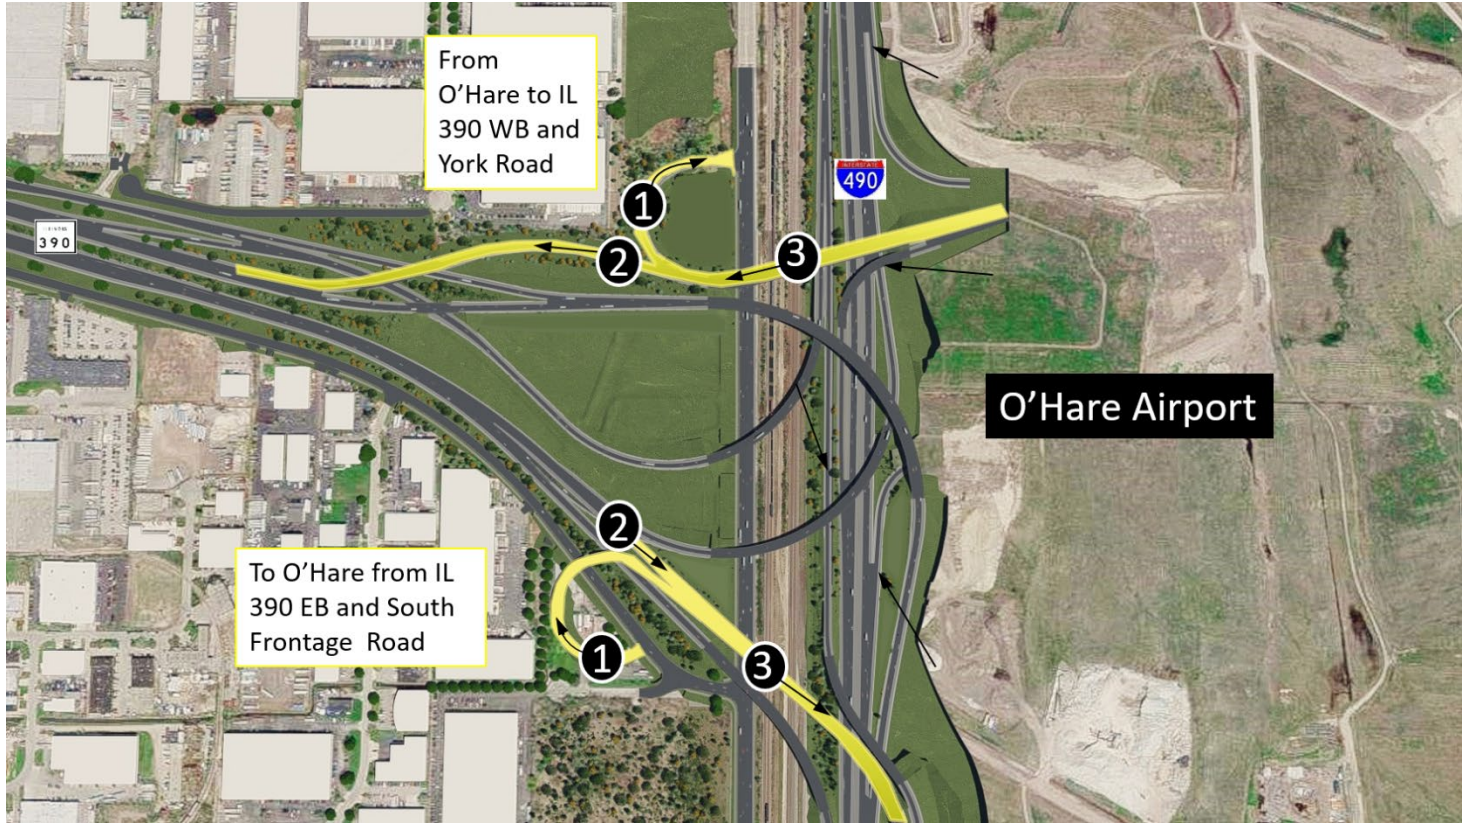 From
O’Hare to IL
390 WB and
York Road
1
INTERSTATE
490
2
3
390
O’Hare Airport
2
To O’Hare from IL
390 EB and South
Frontage Road
1
3